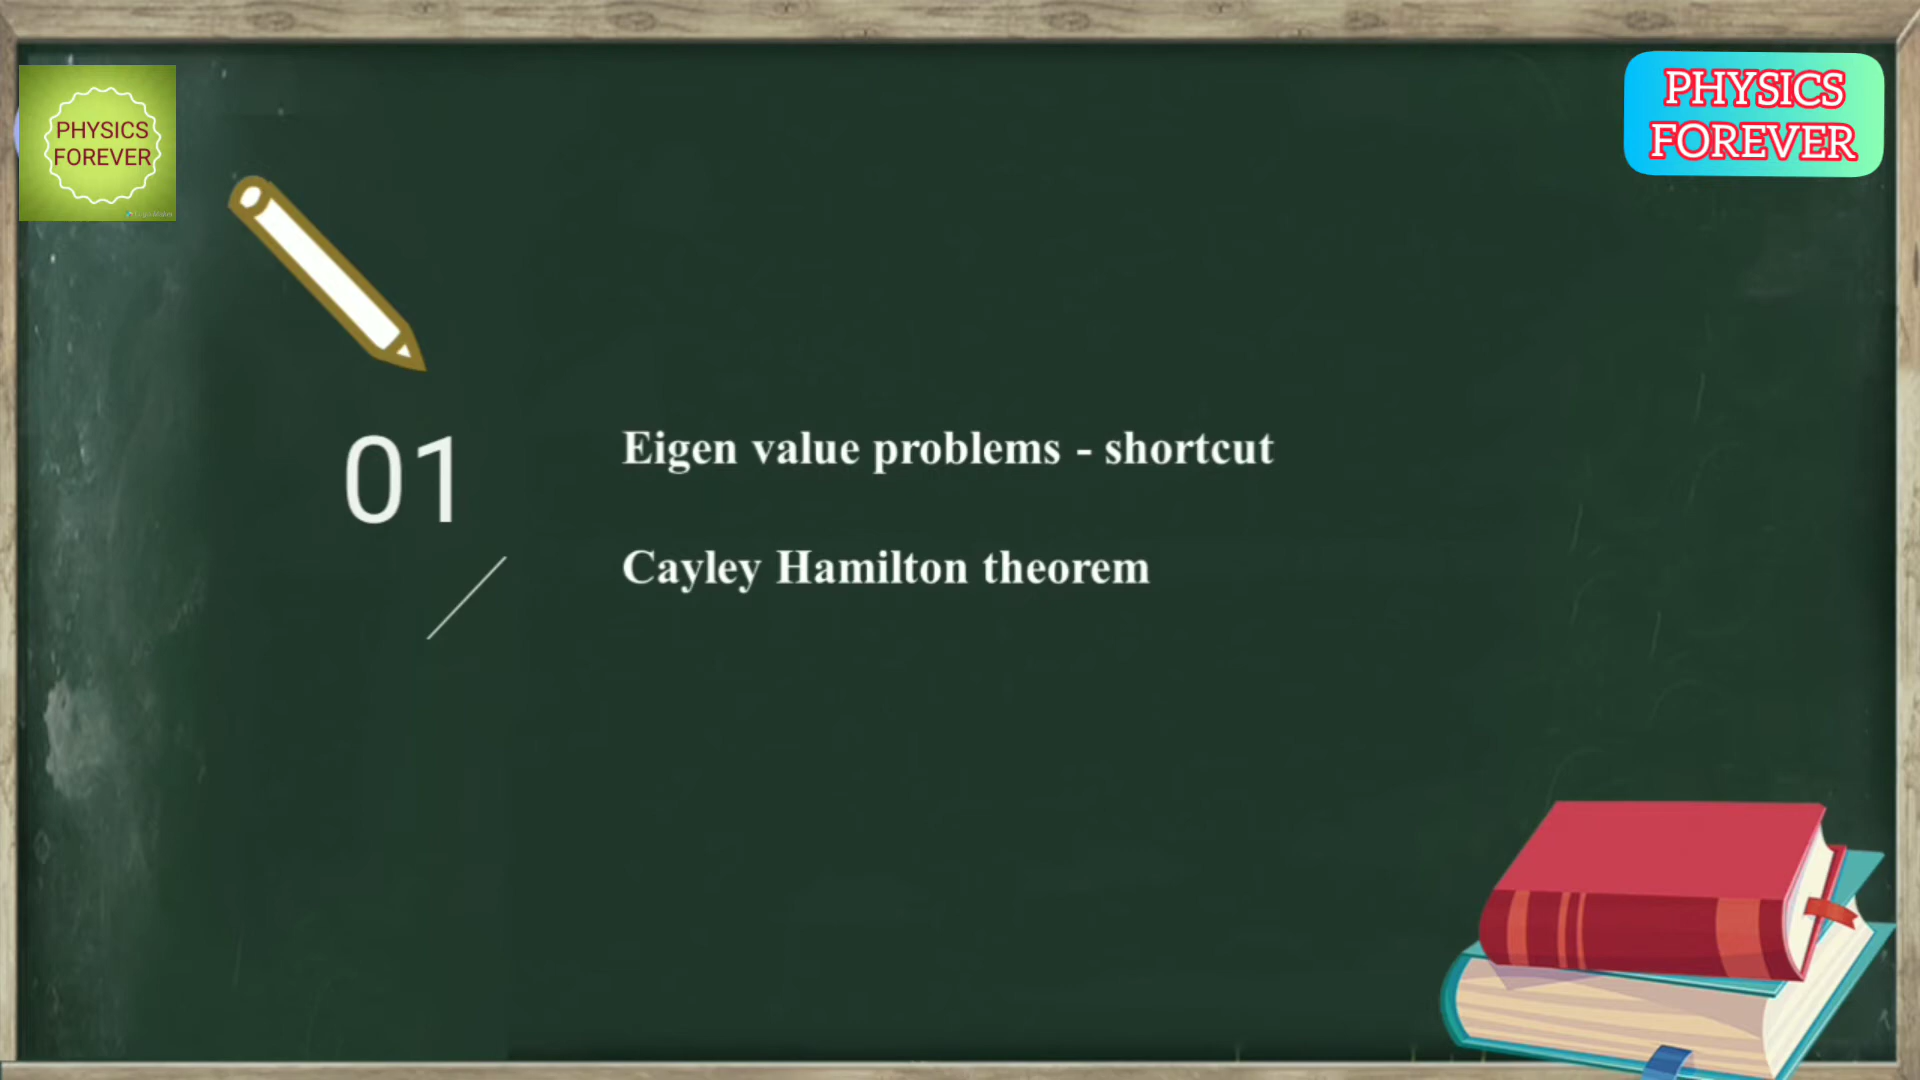 PHYSICS
FOREVER
PHYSICS
FOREVER
01
Eigen value problems - shortcut
Cayley Hamilton theorem